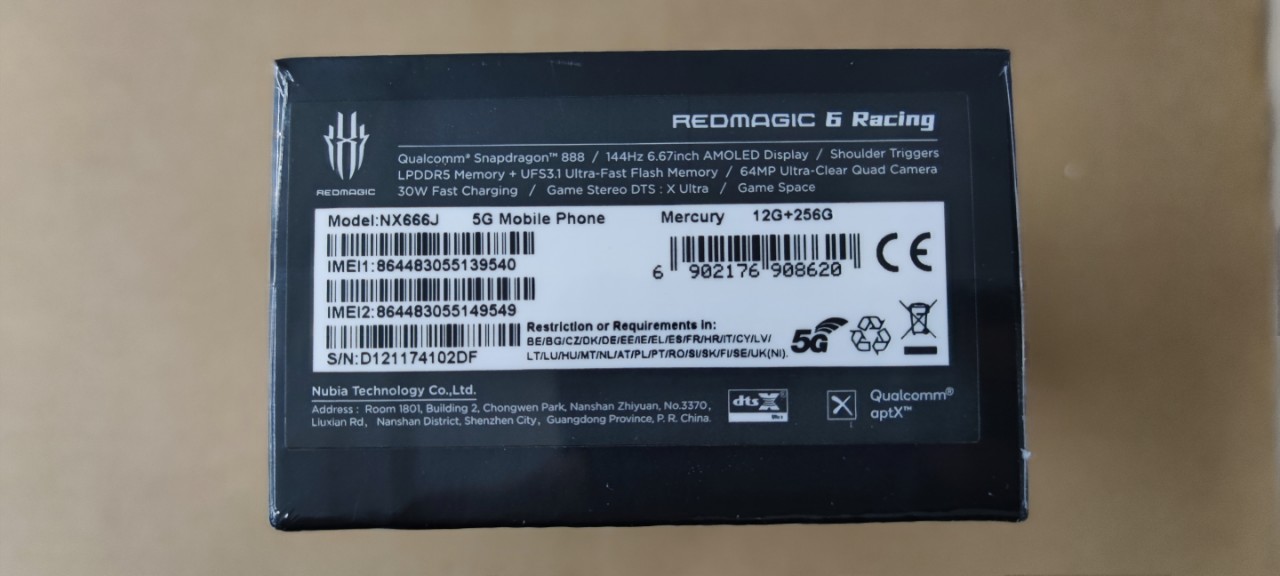 REDMAGIC 6 Racing
REDMAGIC
Qualcomm® Snapdragon™ 888 / 144Hz 6.67inch AMOLED Display / Shoulder Triggers
LPDDR5 Memory + UFS3.1 Ultra-Fast Flash Memory / 64MP Ultra-Clear Quad Camera
30W Fast Charging / Game Stereo DTS : X Ultra / Game Space
Model:NX666J 5G Mobile Phone Mercury 12G+256G
IMEI1:864483055139540
6 902176 908620
CE
IMEI2:864483055149549
S/N:D121174102DF
Restriction or Requirements in:
BE/BG/CZ/DK/DE/EE/IE/EL/ES/FR/HR/IT/CY/LV/
LT/LU/HU/MT/NL/AT/PL/PT/RO/SI/SK/FI/SE/UK(NI).
5G
Nubia Technology Co.,Ltd.
Address : Room 1801, Building 2, Chongwen Park, Nanshan Zhiyuan, No.3370,
Liuxian Rd, Nanshan District, Shenzhen City, Guangdong Province, P. R. China.
dts X
Qualcomm®
aptX™